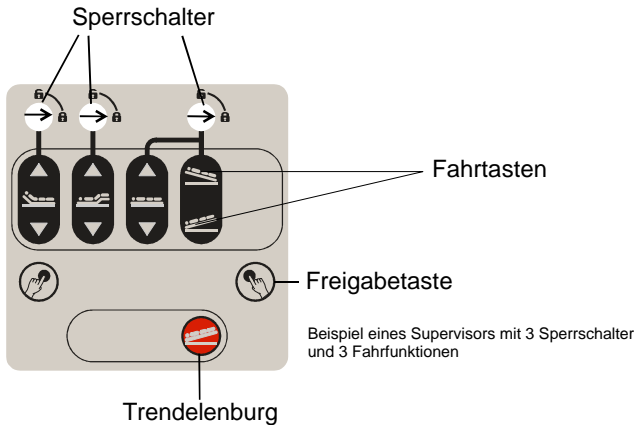 Sperrschalter
Fahrtasten
Freigabetaste
Beispiel eines Supervisors mit 3 Sperrschalter
und 3 Fahrfunktionen
Trendelenburg